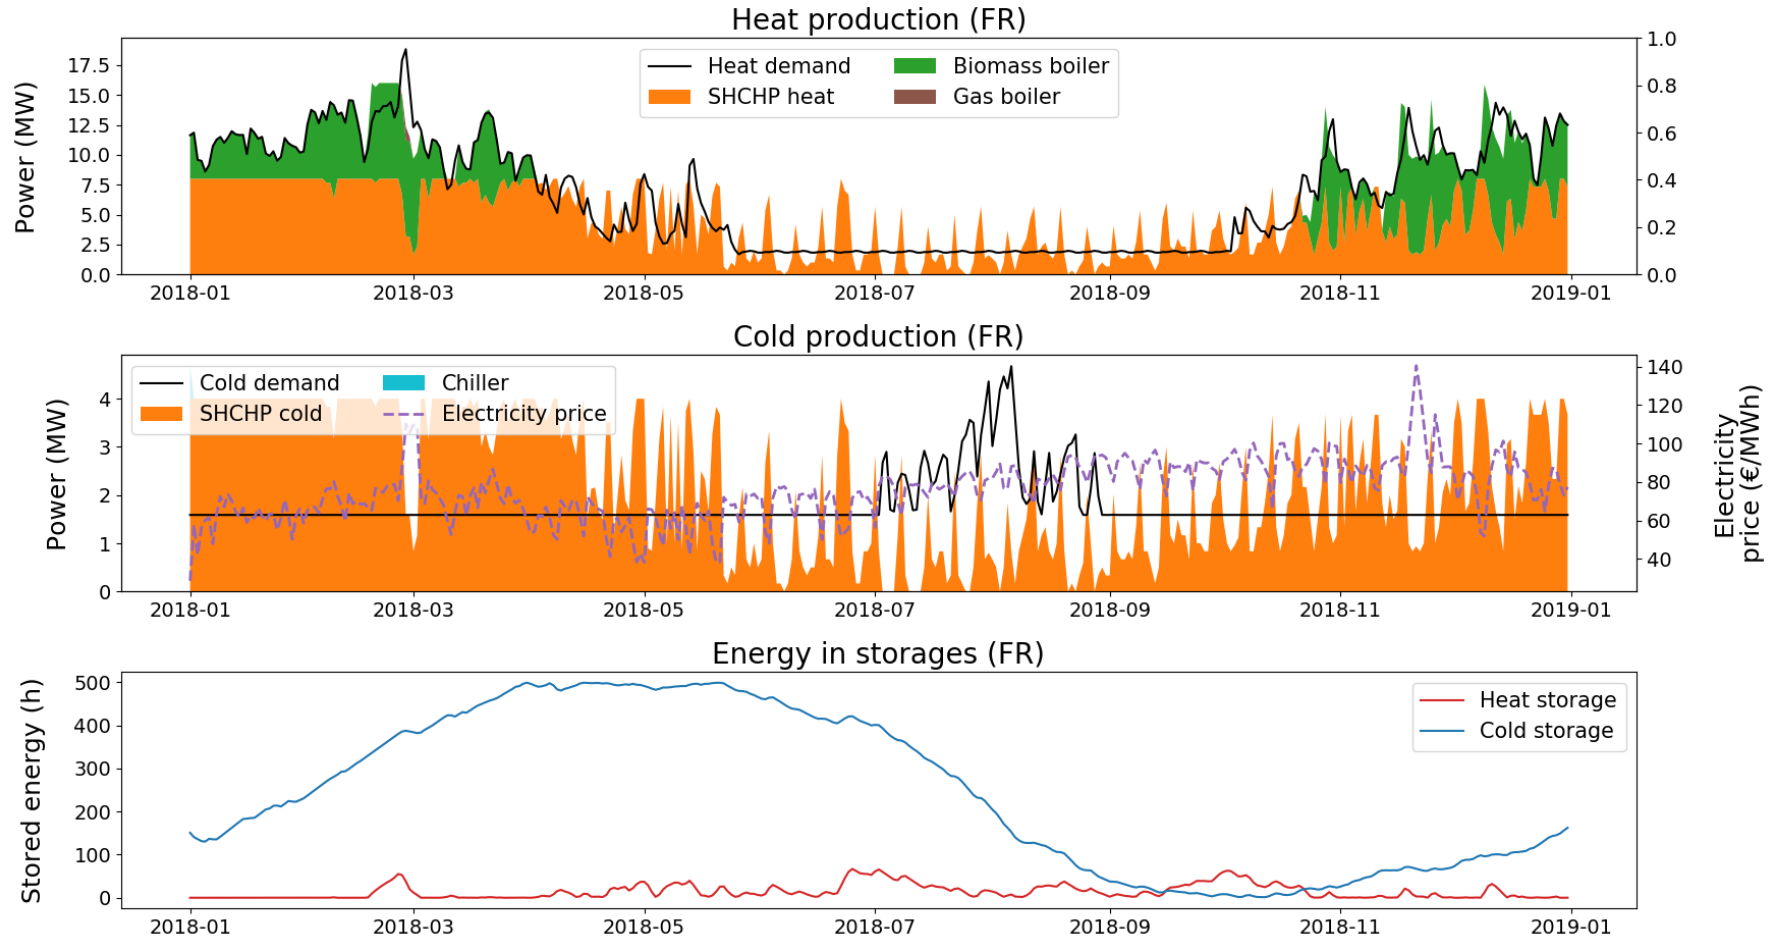 Heat production (FR)
Power (MW)
17.5
15.0
12.5
10.0
7.5
5.0
2.5
0.0
Heat demand
SHCHP heat
Biomass boiler
Gas boiler
1.0
0.8
0.6
0.4
0.2
0.0
2018-01 2018-03 2018-05 2018-07 2018-09 2018-11 2019-01
Cold production (FR)
Power (MW)
4
3
2
1
0
Cold demand
SHCHP cold
Chiller
Electricity price
140
120
100
80
60
40
Electricity
price (€/MWh)
2018-01 2018-03 2018-05 2018-07 2018-09 2018-11 2019-01
Energy in storages (FR)
Stored energy (h)
500
400
300
200
100
0
Heat storage
Cold storage
2018-01 2018-03 2018-05 2018-07 2018-09 2018-11 2019-01